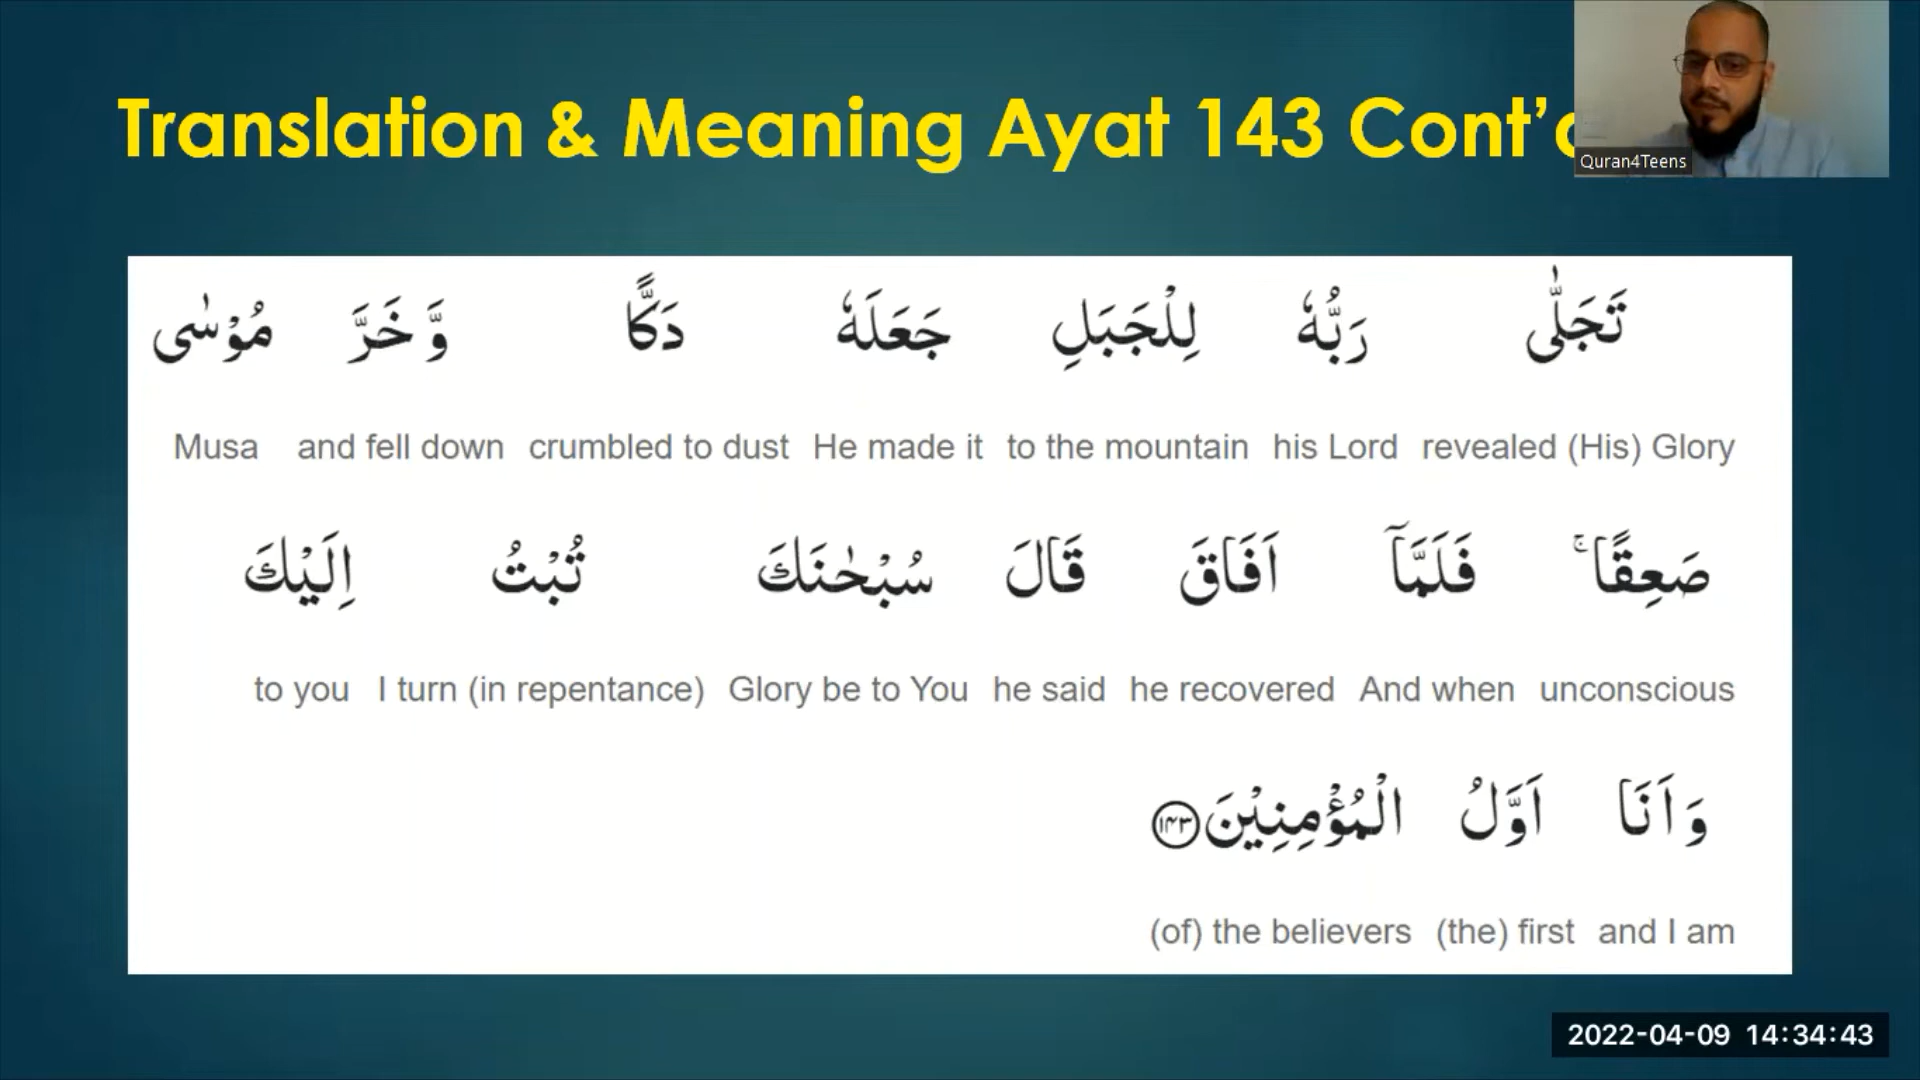 Translation & Meaning Ayat 143 Cont'd
Quran4Teens
تَجَلّٰى رَبُّهٗ لِلْجَبَلِ جَعَلَهٗ دَكًّا وَّ خَرَّ مُوْسٰى
Musa and fell down crumbled to dust He made it to the mountain his Lord revealed (His) Glory
صَعِقًا ۚ فَلَمَّاۤ اَفَاقَ قَالَ سُبْحٰنَكَ تُبْتُ اِلَيْكَ
to you I turn (in repentance) Glory be to You he said he recovered And when unconscious
وَ اَنَا اَوَّلُ الْمُؤْمِنِيْنَ ۱۴۳
(of) the believers (the) first and I am
2022-04-09 14:34:43